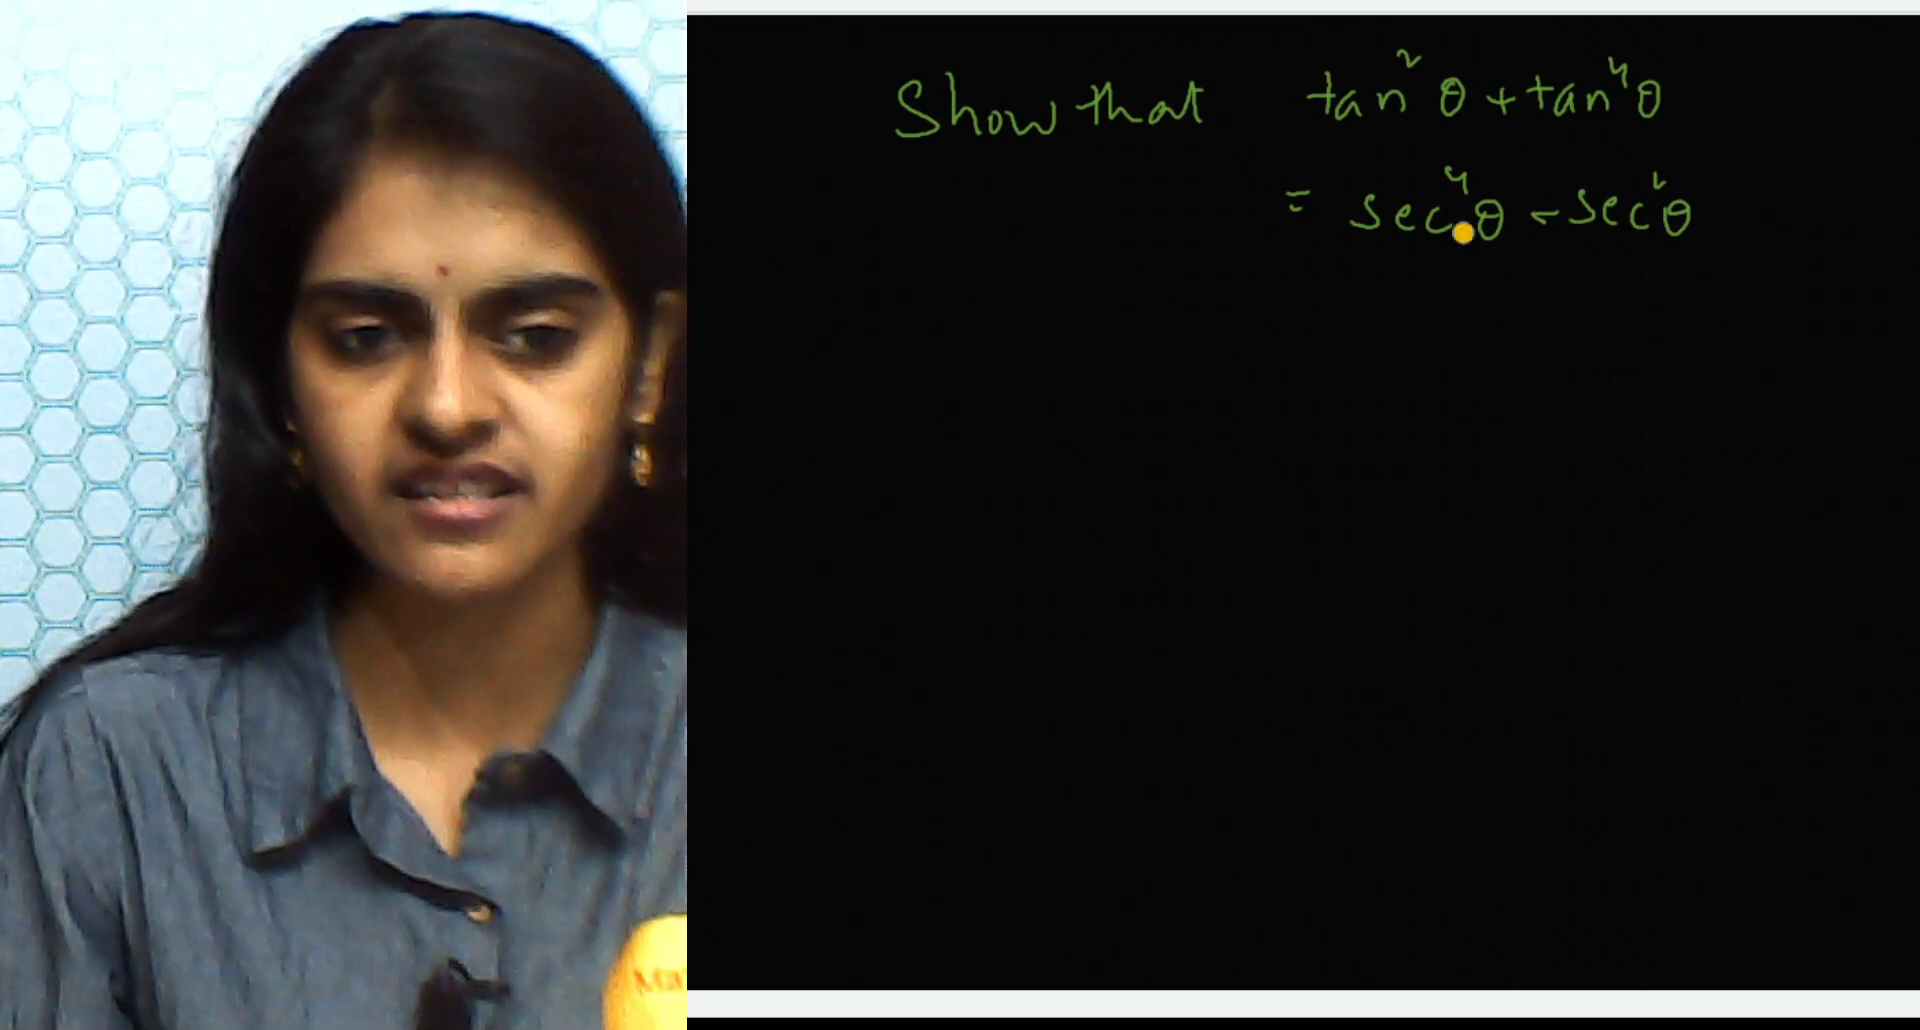 Show that tan²θ + tan⁴θ
= sec⁴θ - sec²θ